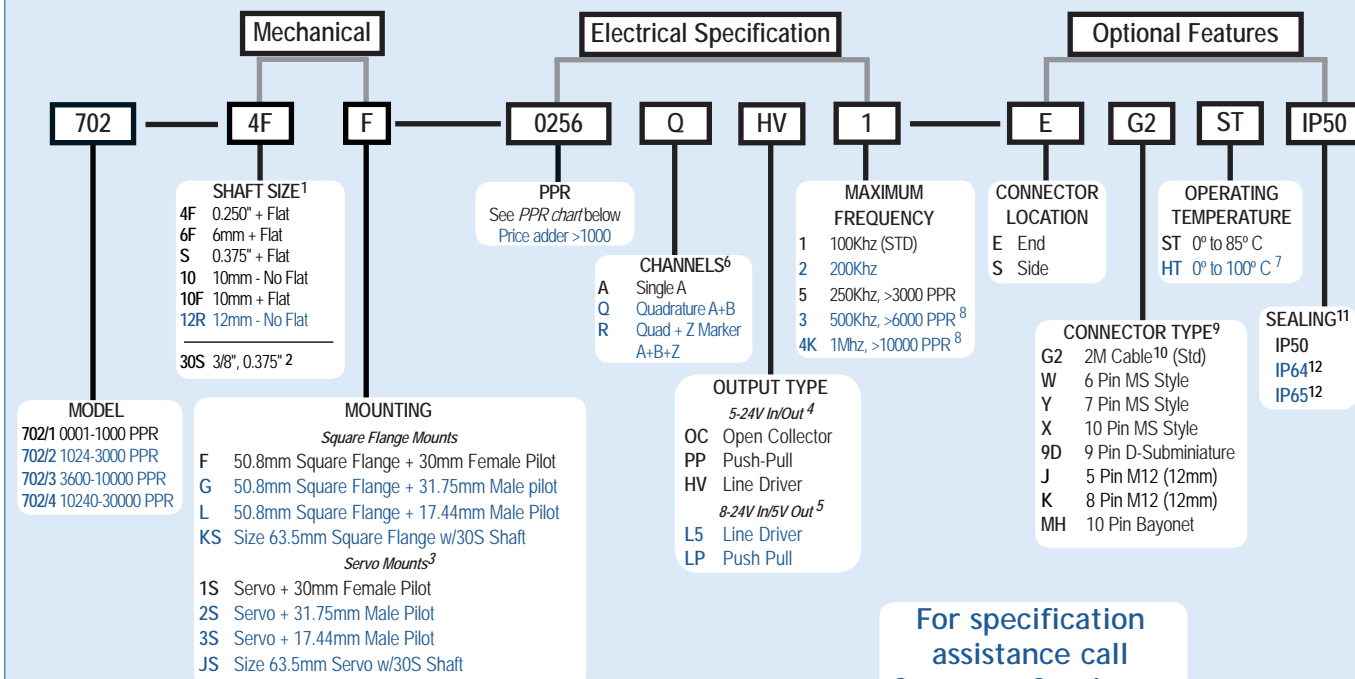 Mechanical
Electrical Specification
Optional Features
702
4F
F
0256
Q
HV
1
E
G2
ST
IP50
MODEL
702/1 0001-1000 PPR
702/2 1024-3000 PPR
702/3 3600-10000 PPR
702/4 10240-30000 PPR
SHAFT SIZE1
4F 0.250" + Flat
6F 6mm + Flat
S 0.375" + Flat
10 10mm - No Flat
10F 10mm + Flat
12R 12mm - No Flat
30S 3/8", 0.375" 2
MOUNTING
Square Flange Mounts
F 50.8mm Square Flange + 30mm Female Pilot
G 50.8mm Square Flange + 31.75mm Male pilot
L 50.8mm Square Flange + 17.44mm Male Pilot
KS Size 63.5mm Square Flange w/30S Shaft
Servo Mounts3
1S Servo + 30mm Female Pilot
2S Servo + 31.75mm Male Pilot
3S Servo + 17.44mm Male Pilot
JS Size 63.5mm Servo w/30S Shaft
PPR
See PPR chart below
Price adder >1000
CHANNELS6
A Single A
Q Quadrature A+B
R Quad + Z Marker
A+B+Z
OUTPUT TYPE
5-24V In/Out 4
OC Open Collector
PP Push-Pull
HV Line Driver
8-24V In/5V Out 5
L5 Line Driver
LP Push Pull
MAXIMUM
FREQUENCY
1 100Khz (STD)
2 200Khz
5 250Khz, >3000 PPR
3 500Khz, >6000 PPR 8
4K 1Mhz, >10000 PPR 8
CONNECTOR
LOCATION
E End
S Side
CONNECTOR TYPE9
G2 2M Cable10 (Std)
W 6 Pin MS Style
Y 7 Pin MS Style
X 10 Pin MS Style
9D 9 Pin D-Subminiature
J 5 Pin M12 (12mm)
K 8 Pin M12 (12mm)
MH 10 Pin Bayonet
OPERATING
TEMPERATURE
ST 0º to 85º C
HT 0º to 100º C 7
SEALING11
IP50
IP6412
IP6512
For specification
assistance call